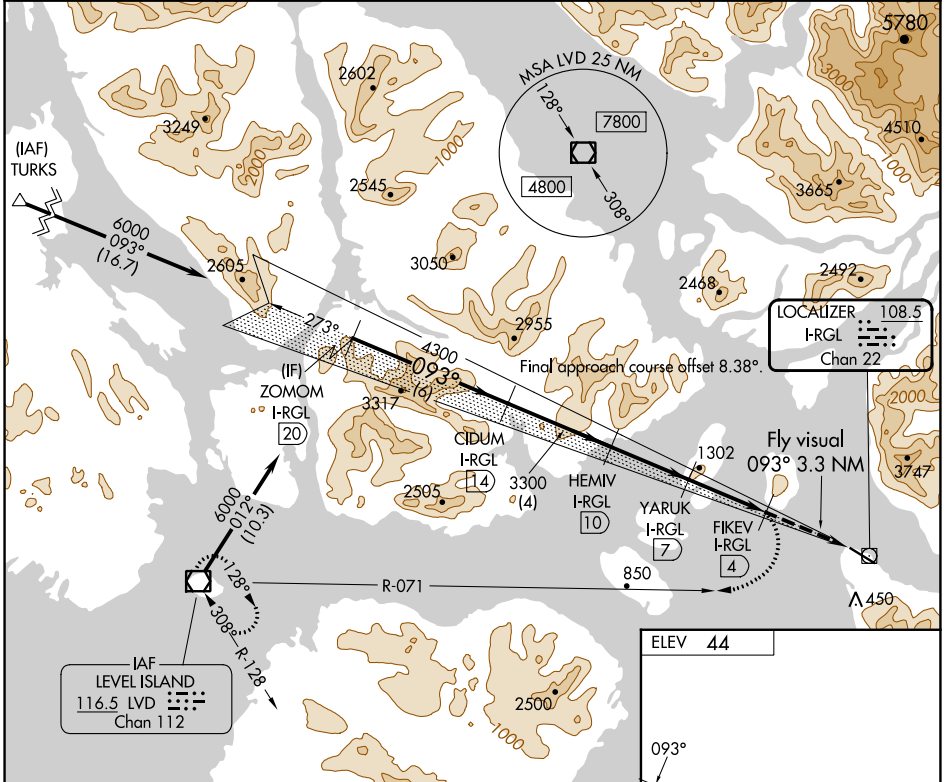 5780
2602
MSA LVD 25 NM
128°
7800
3249
3000
1000
4510
(IAF)
TURKS
2000
1000
1000
2545
4800
308°
3665
6000
093°
(16.7)
2605
3050
2468
2492
LOCALIZER 108.5
I-RGL
Chan 22
273°
2955
4300
093°
(6)
Final approach course offset 8.38°.
(IF)
ZOMOM
I-RGL
20
3317
2000
CIDUM
I-RGL
14
1302
Fly visual
093° 3.3 NM
3747
2505
3300
(4)
HEMIV
I-RGL
10
YARUK
I-RGL
7
FIKEV
I-RGL
4
6000
012°
(10.3)
128°
R-071
850
450
308°
R-128
IAF
LEVEL ISLAND
116.5 LVD
Chan 112
ELEV 44
2500
1000
093°